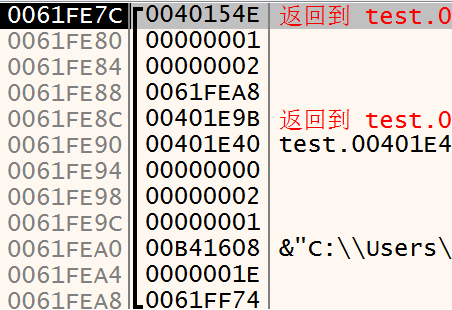 0061FE7C 0040154E 返回到 test.0
0061FE80 00000001
0061FE84 00000002
0061FE88 0061FEA8
0061FE8C 00401E9B 返回到 test.0
0061FE90 00401E40 test.00401E4
0061FE94 00000000
0061FE98 00000002
0061FE9C 00000001
0061FEA0 00B41608 &"C:\\Users\
0061FEA4 0000001E
0061FEA8 0061FF74